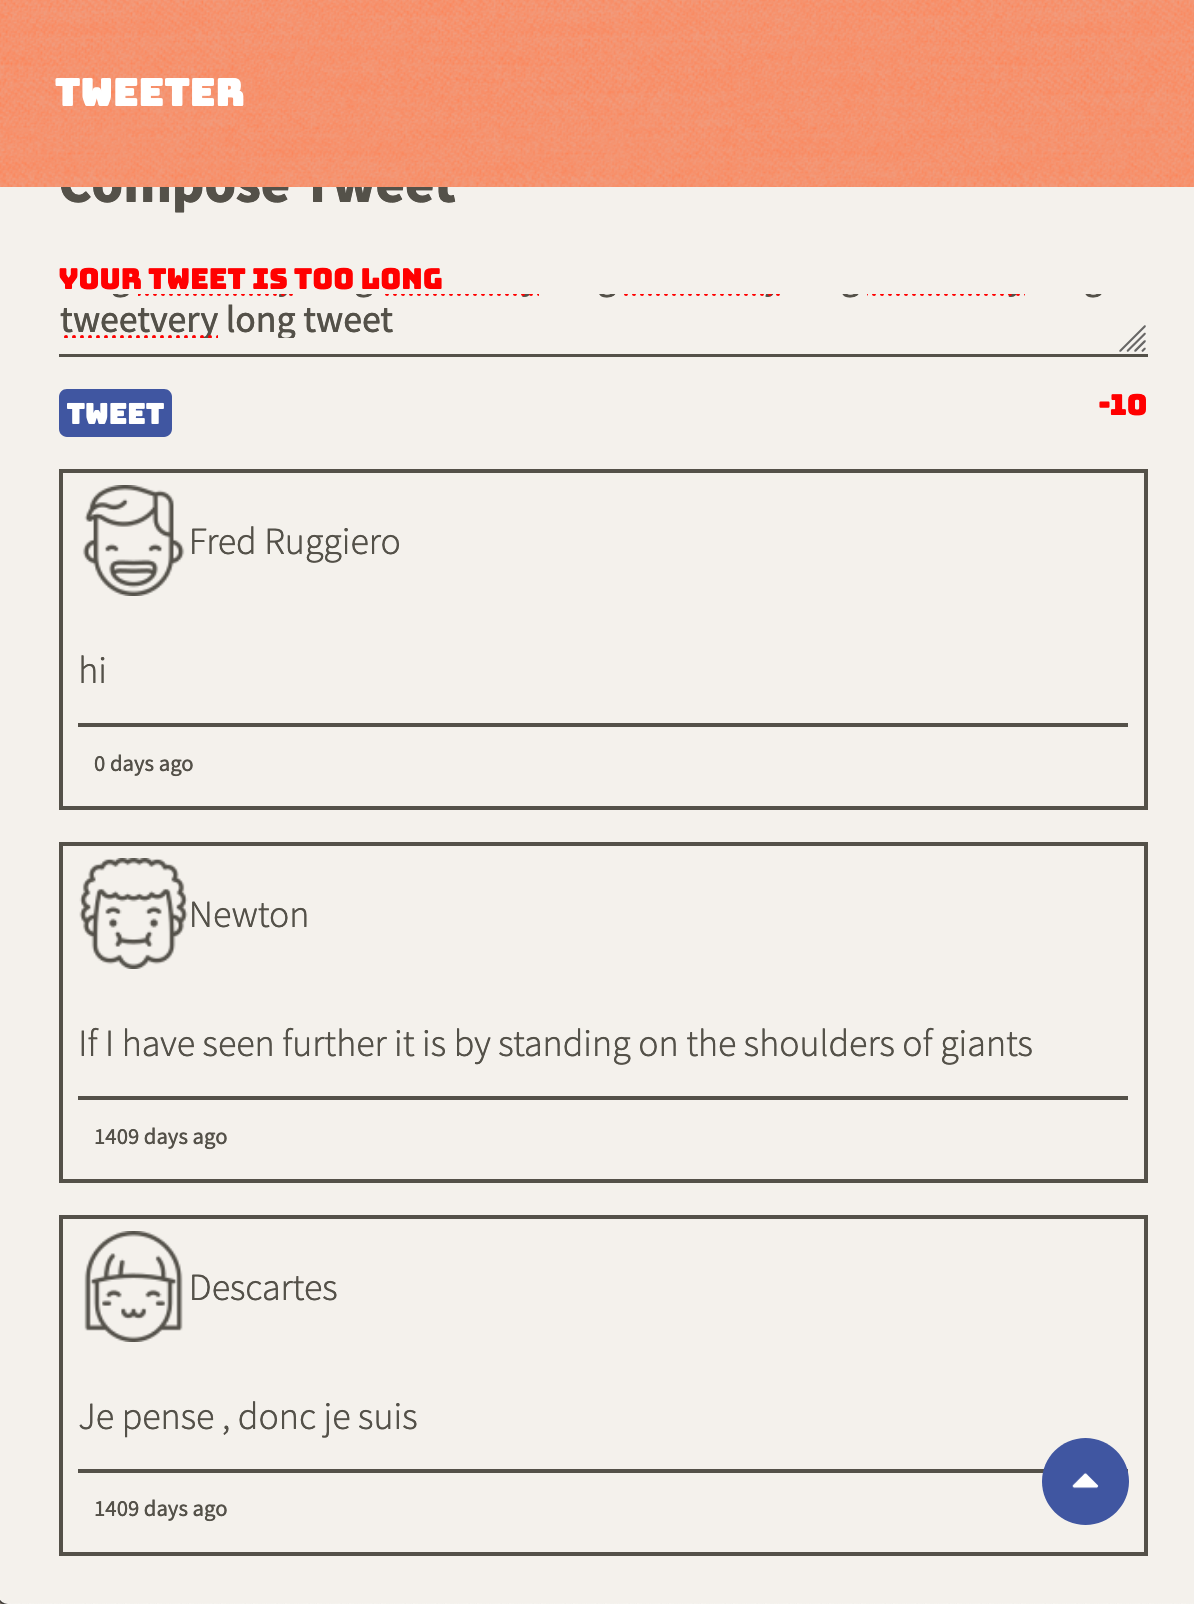 TWEETER
Compose Tweet
YOUR TWEET IS TOO LONG
tweetvery long tweet
TWEET
-10
Fred Ruggiero
hi
0 days ago
Newton
If I have seen further it is by standing on the shoulders of giants
1409 days ago
Descartes
Je pense , donc je suis
1409 days ago